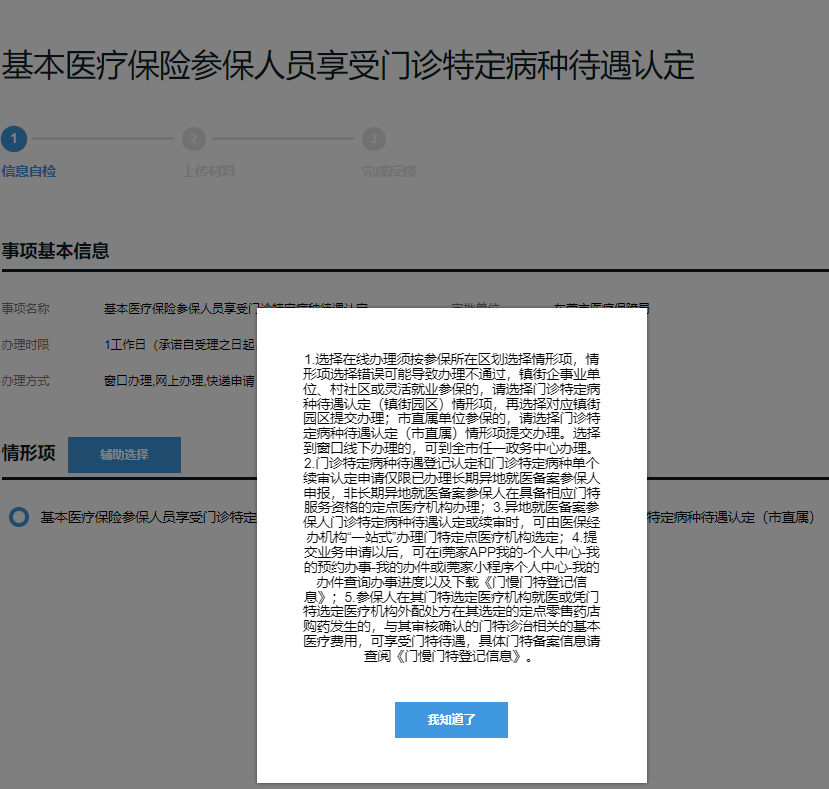 基本医疗保险参保人员享受门诊特定病种待遇认定
1 2 3
信息自检 上传材料 完成反馈
事项基本信息
事项名称 基本医疗保险参保人员享受门诊特定病种待遇认定 审批单位 东莞市医疗保障局
办理时限 1工作日（承诺自受理之日起
办理方式 窗口办理,网上办理,快递申请
情形项 辅助选择
基本医疗保险参保人员享受门诊特定 特定病种待遇认定（市直属）
1.选择在线办理须按参保所在区划选择情形项，情
形项选择错误可能导致办理不通过，镇街企事业单
位、村社区或灵活就业参保的，请选择门诊特定病
种待遇认定（镇街园区）情形项，再选择对应镇街
园区提交办理；市直属单位参保的，请选择门诊特
定病种待遇认定（市直属）情形项提交办理。选择
到窗口线下办理的，可到全市任一政务中心办理。
2.门诊特定病种待遇登记认定和门诊特定病种单个
续审认定申请仅限已办理长期异地就医备案参保人
申报，非长期异地就医备案参保人在具备相应门特
服务资格的定点医疗机构办理；3.异地就医备案参
保人门诊特定病种待遇认定或续审时，可由医保经
办机构“一站式”办理门特定点医疗机构选定；4.提
交业务申请以后，可在i莞家APP我的-个人中心-我
的预约办事-我的办件或i莞家小程序个人中心-我的
办件查询办事进度以及下载《门慢门特登记信
息》；5.参保人在其门特选定医疗机构就医或凭门
特选定医疗机构外配处方在其选定的定点零售药店
购药发生的，与其审核确认的门特诊治相关的基本
医疗费用，可享受门特待遇，具体门特备案信息请
查阅《门慢门特登记信息》。
我知道了